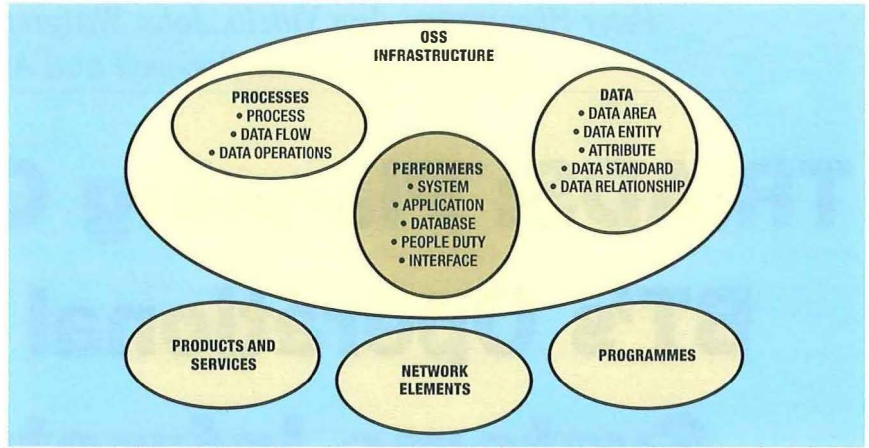 OSS
INFRASTRUCTURE
PROCESSES
• PROCESS
• DATA FLOW
• DATA OPERATIONS
DATA
• DATA AREA
• DATA ENTITY
• ATTRIBUTE
• DATA STANDARD
• DATA RELATIONSHIP
PERFORMERS
• SYSTEM
• APPLICATION
• DATABASE
• PEOPLE DUTY
• INTERFACE
PRODUCTS AND
SERVICES
NETWORK
ELEMENTS
PROGRAMMES